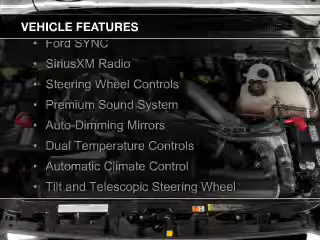 VEHICLE FEATURES
• Ford SYNC
• SiriusXM Radio
• Steering Wheel Controls
• Premium Sound System
• Auto-Dimming Mirrors
• Dual Temperature Controls
• Automatic Climate Control
• Tilt and Telescopic Steering Wheel